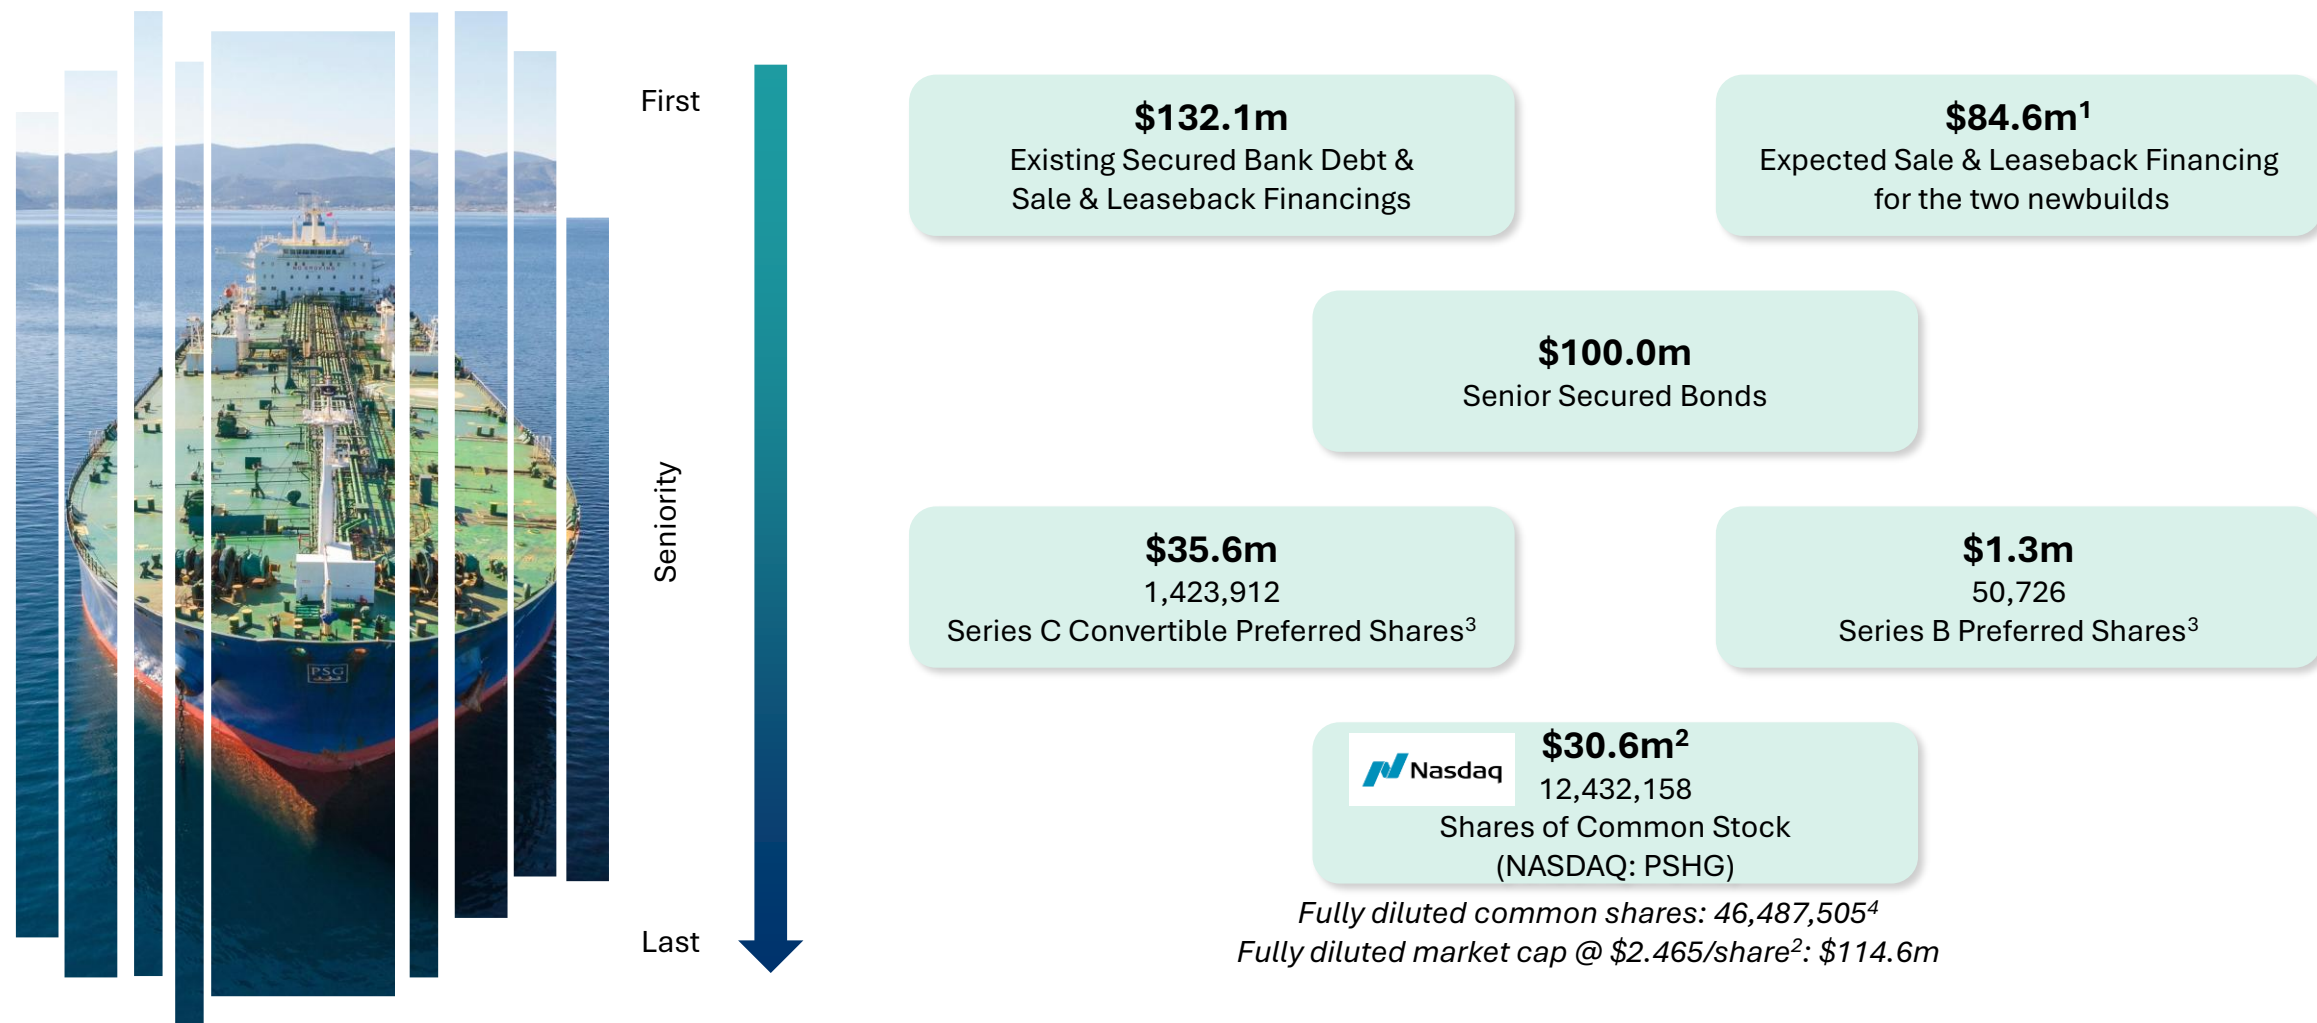 First
Seniority
Last
$132.1m
Existing Secured Bank Debt &
Sale & Leaseback Financings
$84.6m¹
Expected Sale & Leaseback Financing
for the two newbuilds
$100.0m
Senior Secured Bonds
$35.6m
1,423,912
Series C Convertible Preferred Shares³
$1.3m
50,726
Series B Preferred Shares³
Nasdaq
$30.6m²
12,432,158
Shares of Common Stock
(NASDAQ: PSHG)
Fully diluted common shares: 46,487,505⁴
Fully diluted market cap @ $2.465/share²: $114.6m
NO SMOKING
PSG